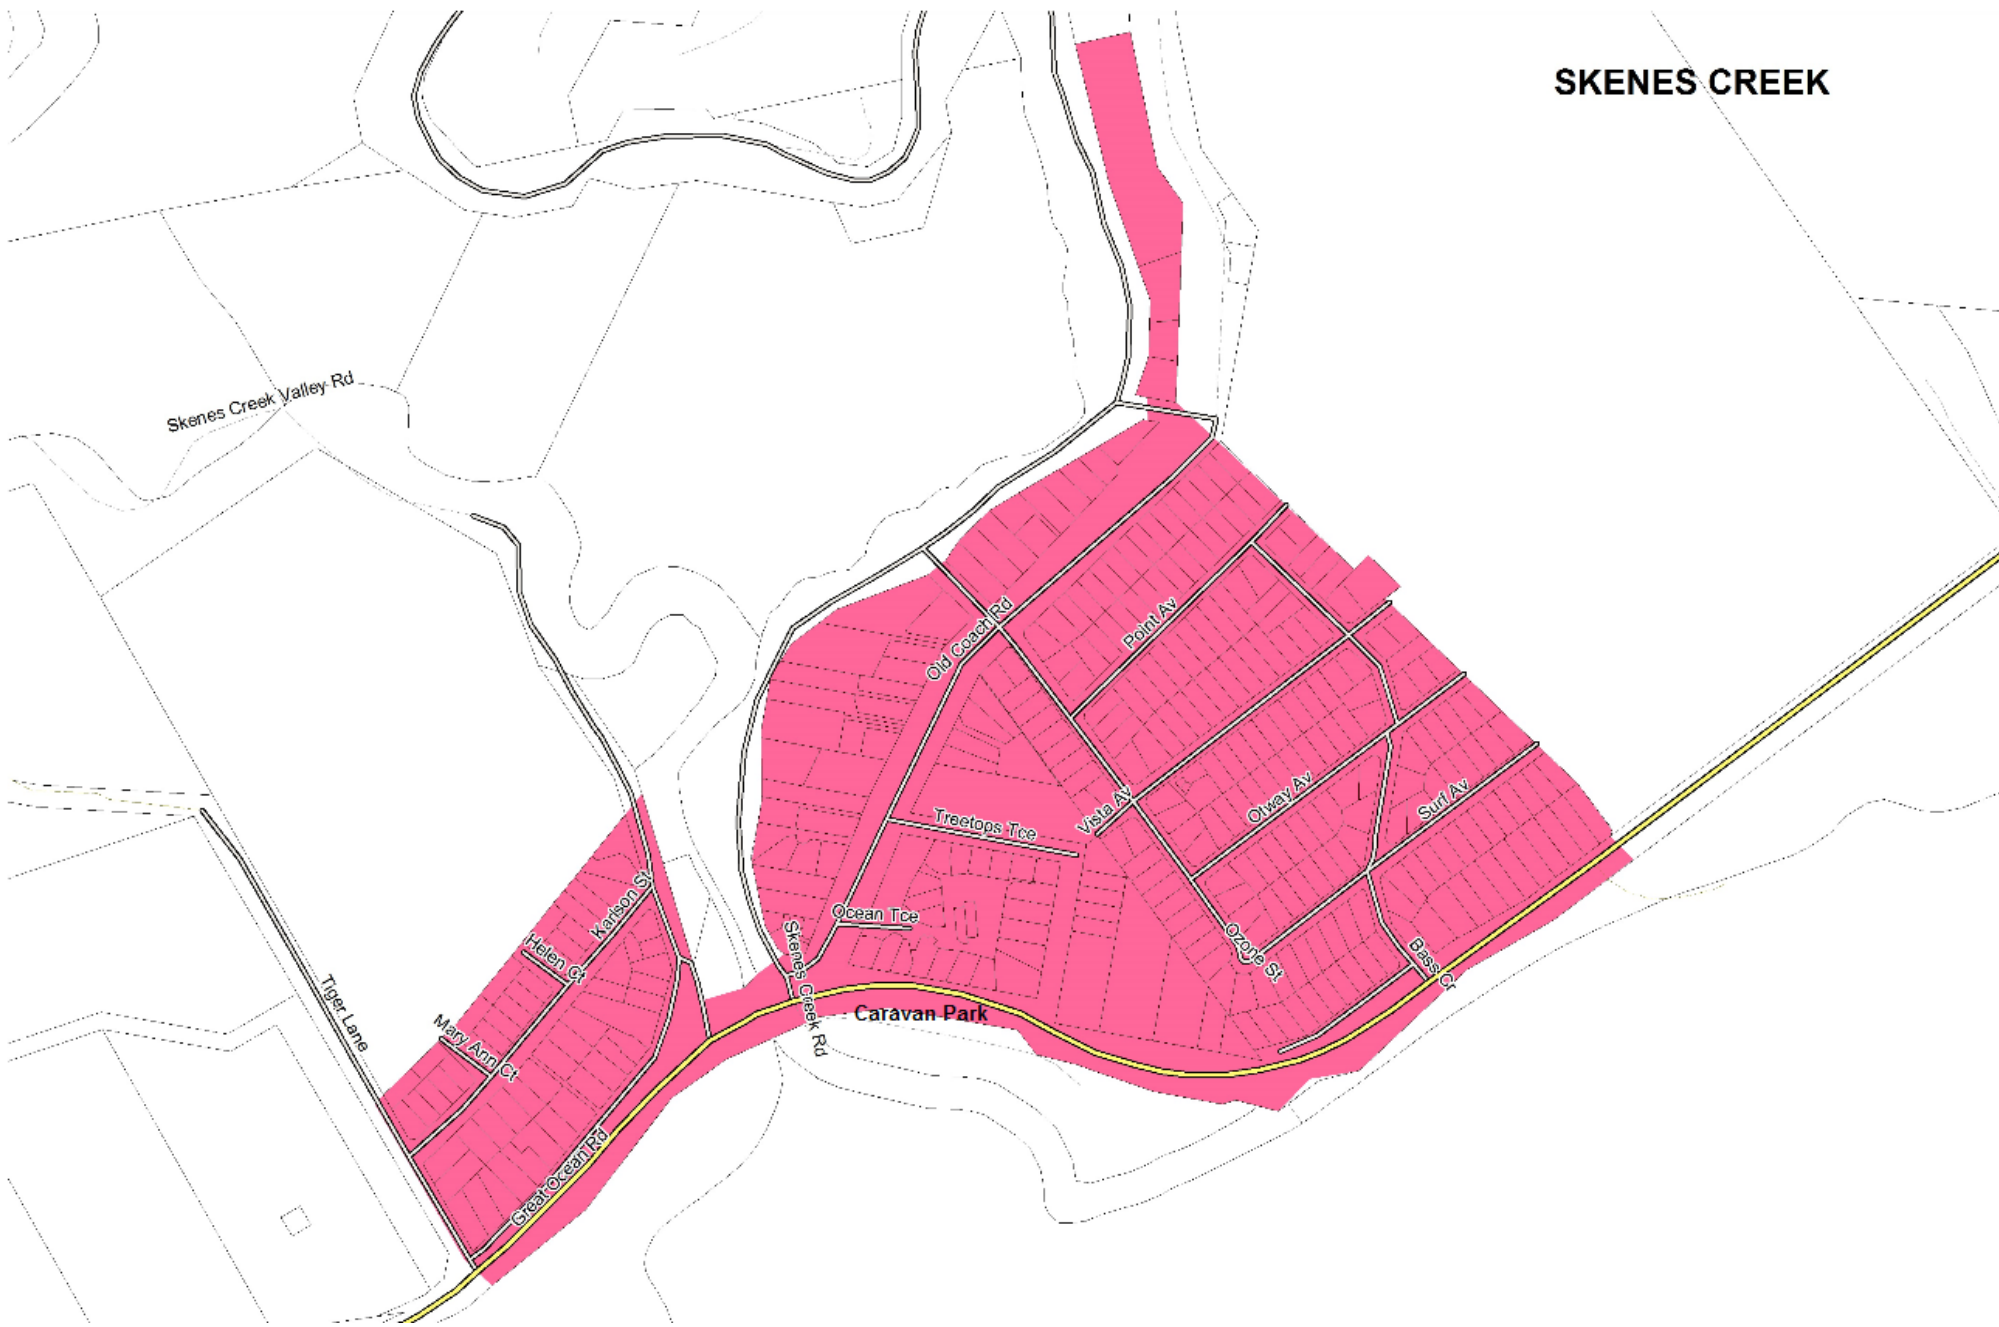 SKENES CREEK
Skenes Creek Valley Rd
Old Coach Rd
Point Av
Vista Av
Otway Av
Surf Av
Treetops Tce
Karlson St
Ocean Tce
Helen Ct
Skenes Creek Rd
Ozone St
Bass Cr
Tiger Lane
Caravan Park
Mary Ann Ct
Great Ocean Rd